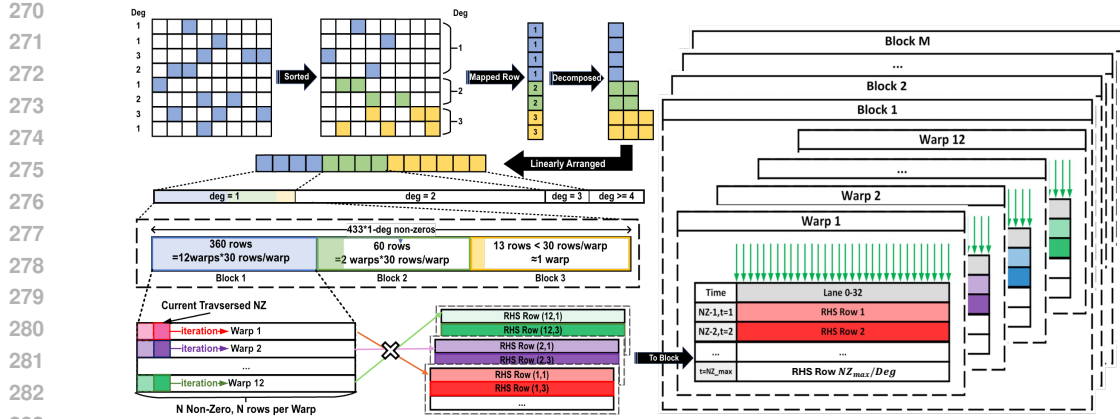 270
271
272
273
274
275
276
277
278
279
280
281
282
Deg
1
1
3
2
1
2
3
1
Sorted
Deg
1
2
3
Mapped Row
1
1
1
1
2
2
3
3
Decomposed
Linearly Arranged
deg = 1
deg = 2
deg = 3
deg >= 4
433*1-deg non-zeros
360 rows
=12warps*30 rows/warp
60 rows
=2 warps*30 rows/warp
13 rows < 30 rows/warp
≈1 warp
Block 1
Block 2
Block 3
Current Travsersed NZ
iteration
Warp 1
iteration
Warp 2
...
iteration
Warp 12
N Non-Zero, N rows per Warp
RHS Row (12,1)
RHS Row (12,3)
RHS Row (2,1)
RHS Row (2,3)
RHS Row (1,1)
RHS Row (1,3)
...
To Block
Block M
...
Block 2
Block 1
Warp 12
...
Warp 2
Warp 1
Time
Lane 0-32
NZ-1,t=1
RHS Row 1
NZ-2,t=2
RHS Row 2
...
...
t=NZ_max
RHS Row NZmax/Deg